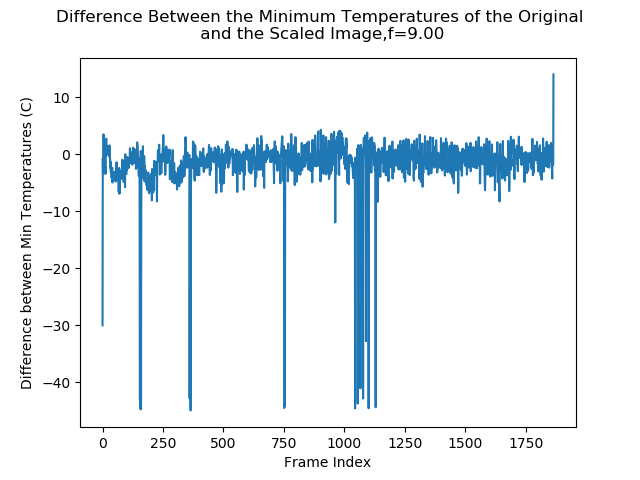 Difference Between the Minimum Temperatures of the Original
and the Scaled Image,f=9.00
10
0
−10
−20
−30
−40
Difference between Min Temperatures (C)
0 250 500 750 1000 1250 1500 1750
Frame Index